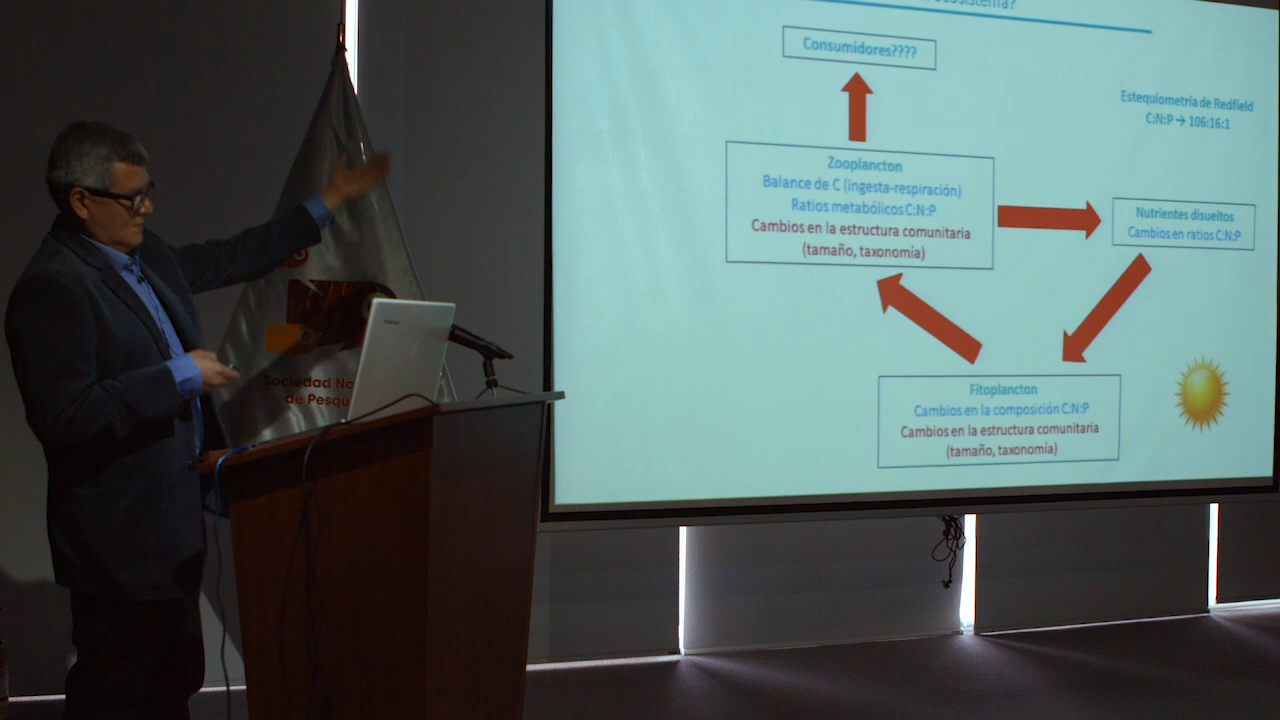 ecosistema?
Consumidores????
Estequiometría de Redfield
C:N:P → 106:16:1
Zooplancton
Balance de C (ingesta-respiración)
Ratios metabólicos C:N:P
Cambios en la estructura comunitaria
(tamaño, taxonomía)
Nutrientes disueltos
Cambios en ratios C:N:P
Fitoplancton
Cambios en la composición C:N:P
Cambios en la estructura comunitaria
(tamaño, taxonomía)
Sociedad
de